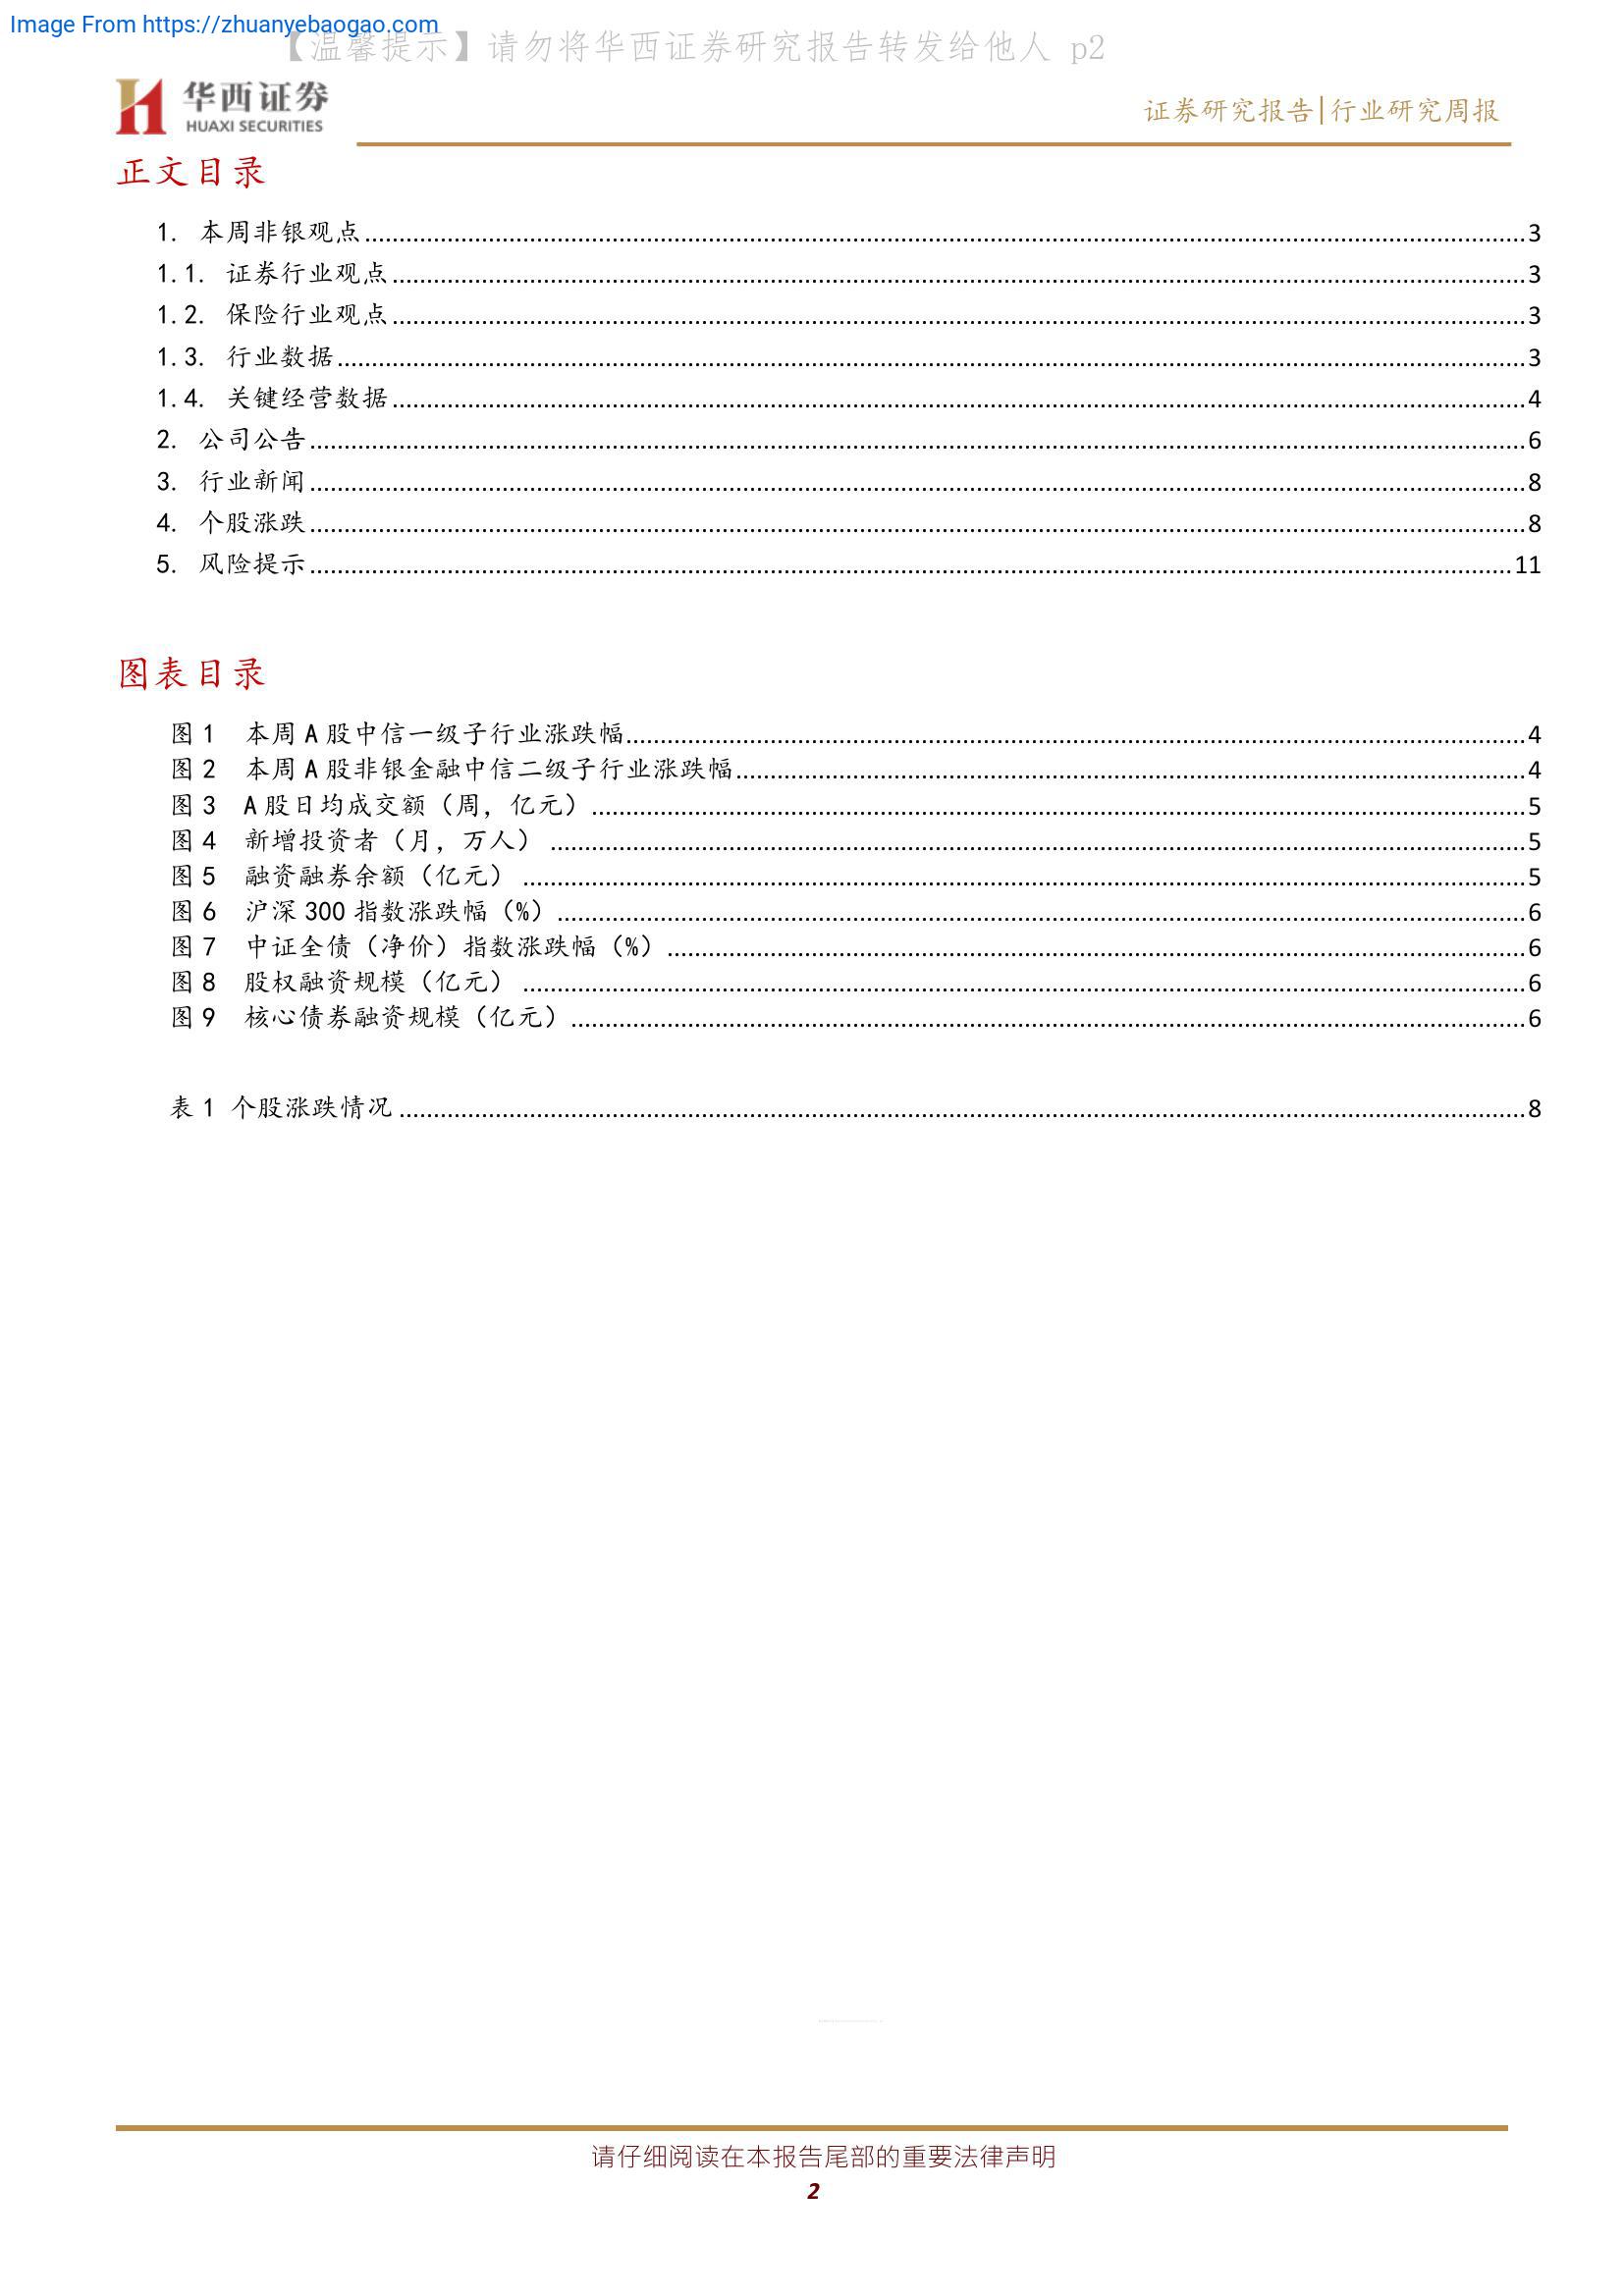 Image From https://zhuanyebaogao.com
【温馨提示】请勿将华西证券研究报告转发给他人 p2
华西证券
HUAXI SECURITIES
证券研究报告|行业研究周报
正文目录
1. 本周非银观点........................3
1.1. 证券行业观点........................3
1.2. 保险行业观点........................3
1.3. 行业数据........................3
1.4. 关键经营数据........................4
2. 公司公告........................6
3. 行业新闻........................8
4. 个股涨跌........................8
5. 风险提示........................11
图表目录
图 1 本周 A 股中信一级子行业涨跌幅........................4
图 2 本周 A 股非银金融中信二级子行业涨跌幅........................4
图 3 A 股日均成交额（周，亿元）........................5
图 4 新增投资者（月，万人）........................5
图 5 融资融券余额（亿元）........................5
图 6 沪深 300 指数涨跌幅（%）........................6
图 7 中证全债（净价）指数涨跌幅（%）........................6
图 8 股权融资规模（亿元）........................6
图 9 核心债券融资规模（亿元）........................6
表 1 个股涨跌情况........................8
请仔细阅读在本报告尾部的重要法律声明
2